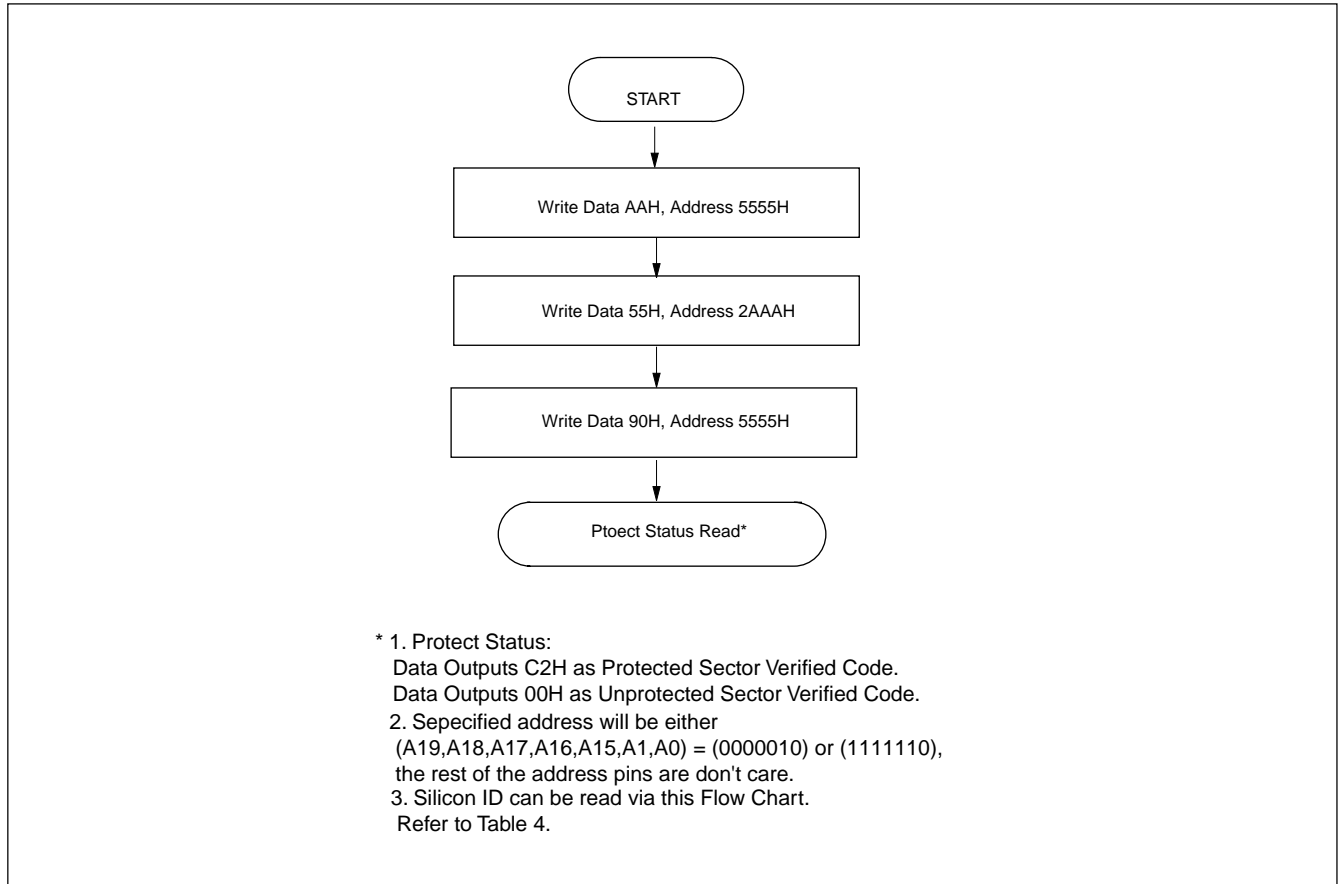 START
Write Data AAH, Address 5555H
Write Data 55H, Address 2AAAH
Write Data 90H, Address 5555H
Ptoect Status Read*
* 1. Protect Status:
Data Outputs C2H as Protected Sector Verified Code.
Data Outputs 00H as Unprotected Sector Verified Code.
2. Sepecified address will be either
(A19,A18,A17,A16,A15,A1,A0) = (0000010) or (1111110),
the rest of the address pins are don't care.
3. Silicon ID can be read via this Flow Chart.
Refer to Table 4.